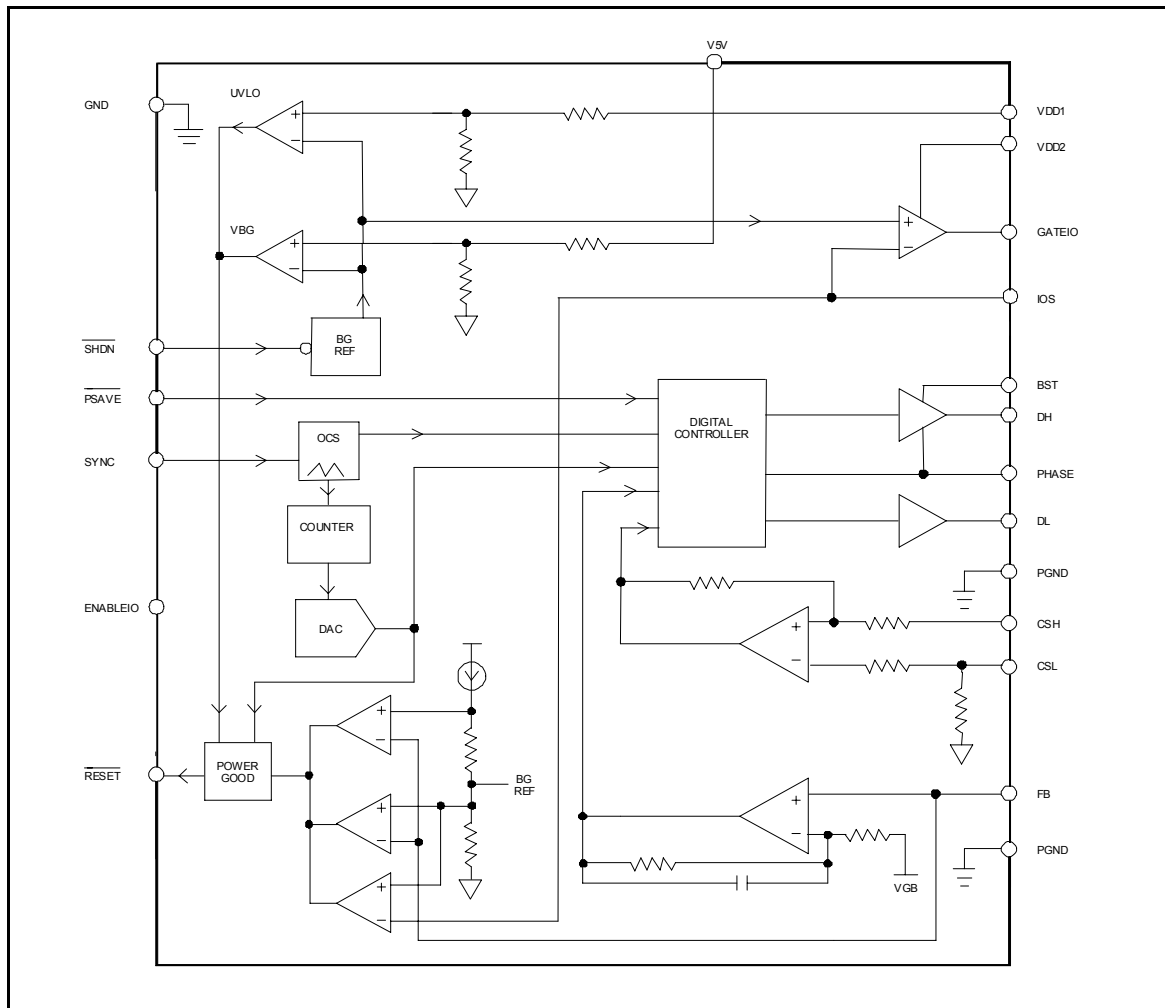 V5V
GND
UVLO
+
-
VDD1
VDD2
VBG
+
-
+
-
GATEIO
IOS
SHDN
BG
REF
PSAVE
DIGITAL
CONTROLLER
BST
DH
OCS
SYNC
PHASE
COUNTER
DL
PGND
ENABLEIO
DAC
+
-
CSH
CSL
+
-
RESET
POWER
GOOD
BG
REF
+
-
+
-
FB
PGND
VGB
+
-